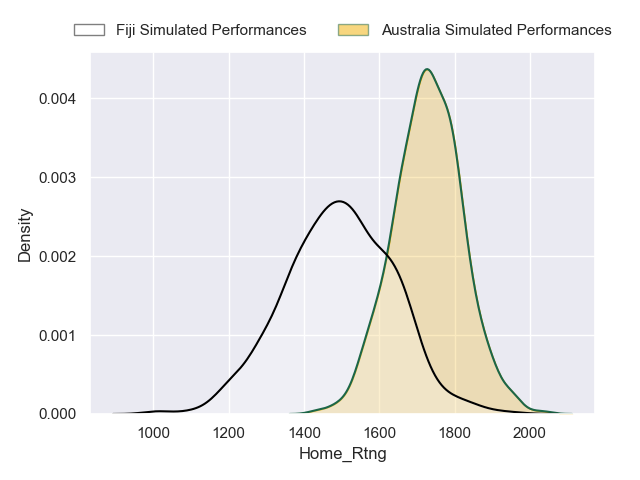 Fiji Simulated Performances
Australia Simulated Performances
0.004
0.003
0.002
0.001
0.000
Density
1000 1200 1400 1600 1800 2000
Home_Rtng